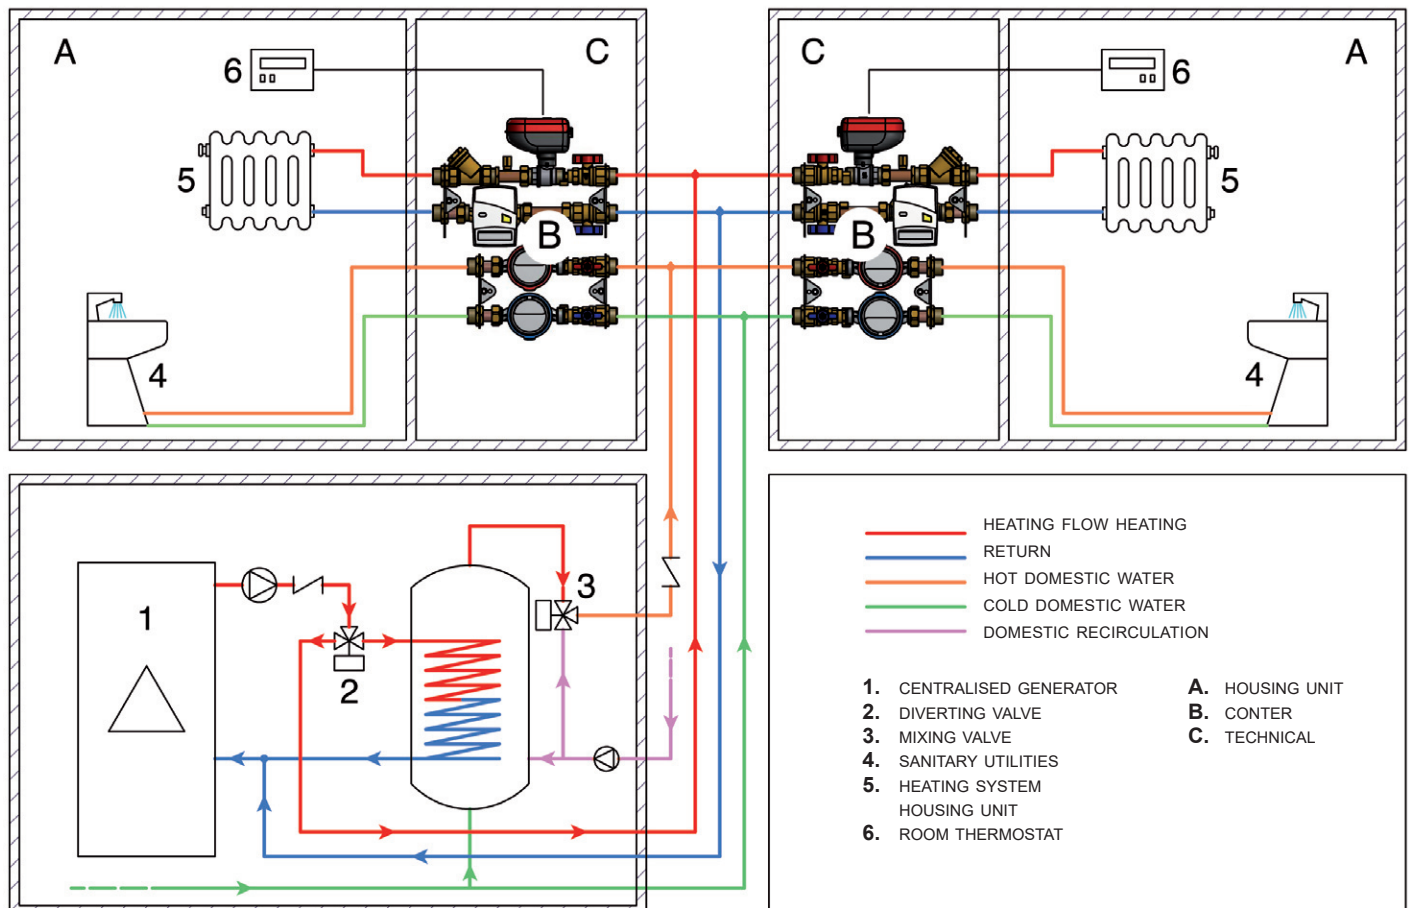 A
6
C
C
6
A
5
5
B
B
4
4
1
2
3
HEATING FLOW HEATING
RETURN
HOT DOMESTIC WATER
COLD DOMESTIC WATER
DOMESTIC RECIRCULATION
1. CENTRALISED GENERATOR
2. DIVERTING VALVE
3. MIXING VALVE
4. SANITARY UTILITIES
5. HEATING SYSTEM
HOUSING UNIT
6. ROOM THERMOSTAT
A. HOUSING UNIT
B. CONTER
C. TECHNICAL